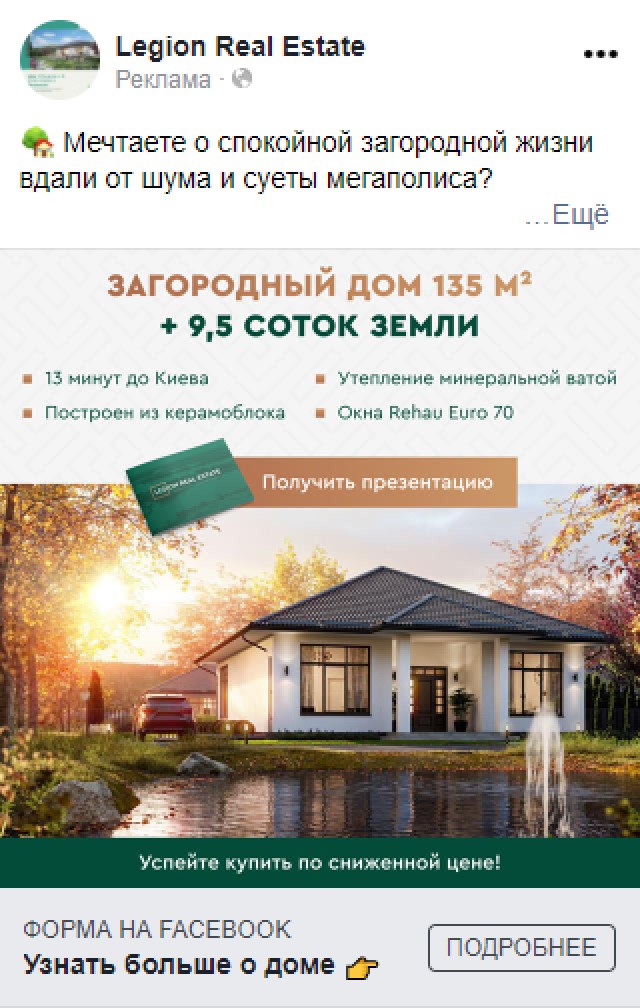 Legion Real Estate
Реклама ·
Мечтаете о спокойной загородной жизни
вдали от шума и суеты мегаполиса?
...Ещё
ЗАГОРОДНЫЙ ДОМ 135 М²
+ 9,5 СОТОК ЗЕМЛИ
13 минут до Киева
Утепление минеральной ватой
Построен из керамоблока
Окна Rehau Euro 70
LEGION REAL ESTATE
Получить презентацию
Успейте купить по сниженной цене!
ФОРМА НА FACEBOOK
Узнать больше о доме
ПОДРОБНЕЕ